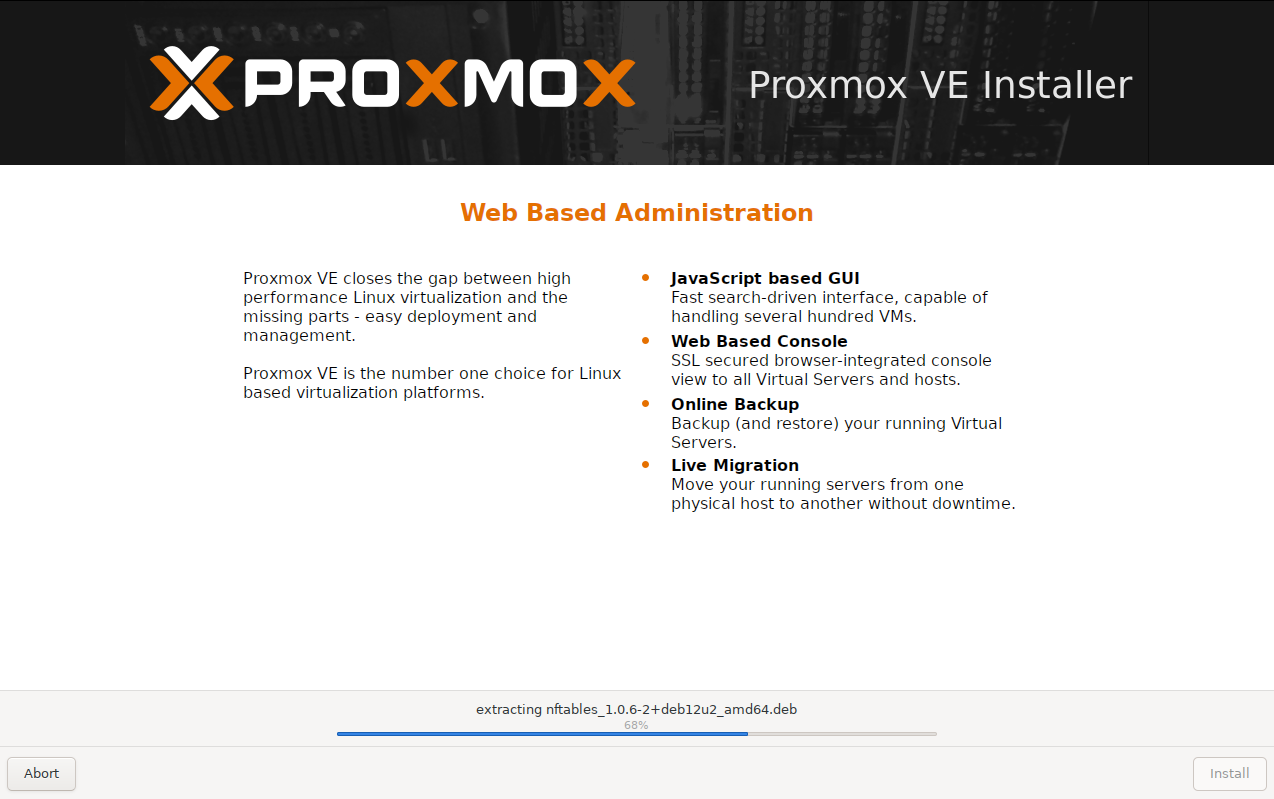 PROXMOX
Proxmox VE Installer
Web Based Administration
Proxmox VE closes the gap between high
performance Linux virtualization and the
missing parts - easy deployment and
management.
Proxmox VE is the number one choice for Linux
based virtualization platforms.
JavaScript based GUI
Fast search-driven interface, capable of
handling several hundred VMs.
Web Based Console
SSL secured browser-integrated console
view to all Virtual Servers and hosts.
Online Backup
Backup (and restore) your running Virtual
Servers.
Live Migration
Move your running servers from one
physical host to another without downtime.
extracting nftables_1.0.6-2+deb12u2_amd64.deb
68%
Abort
Install